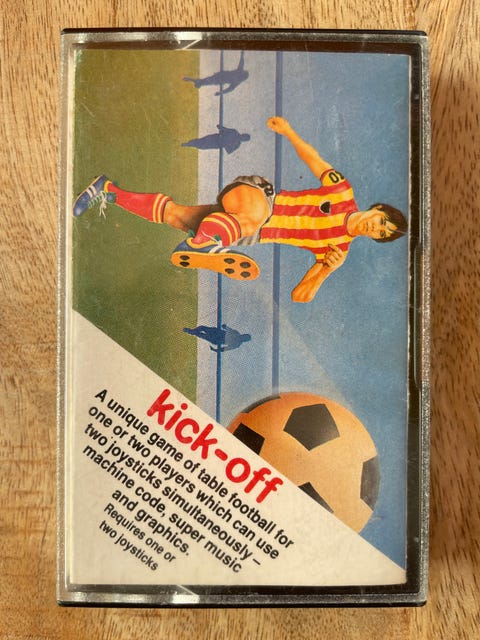 kick-off
A unique game of table football for
one or two players which can use
two joysticks simultaneously –
machine code, super music
and graphics.
Requires one or
two joysticks